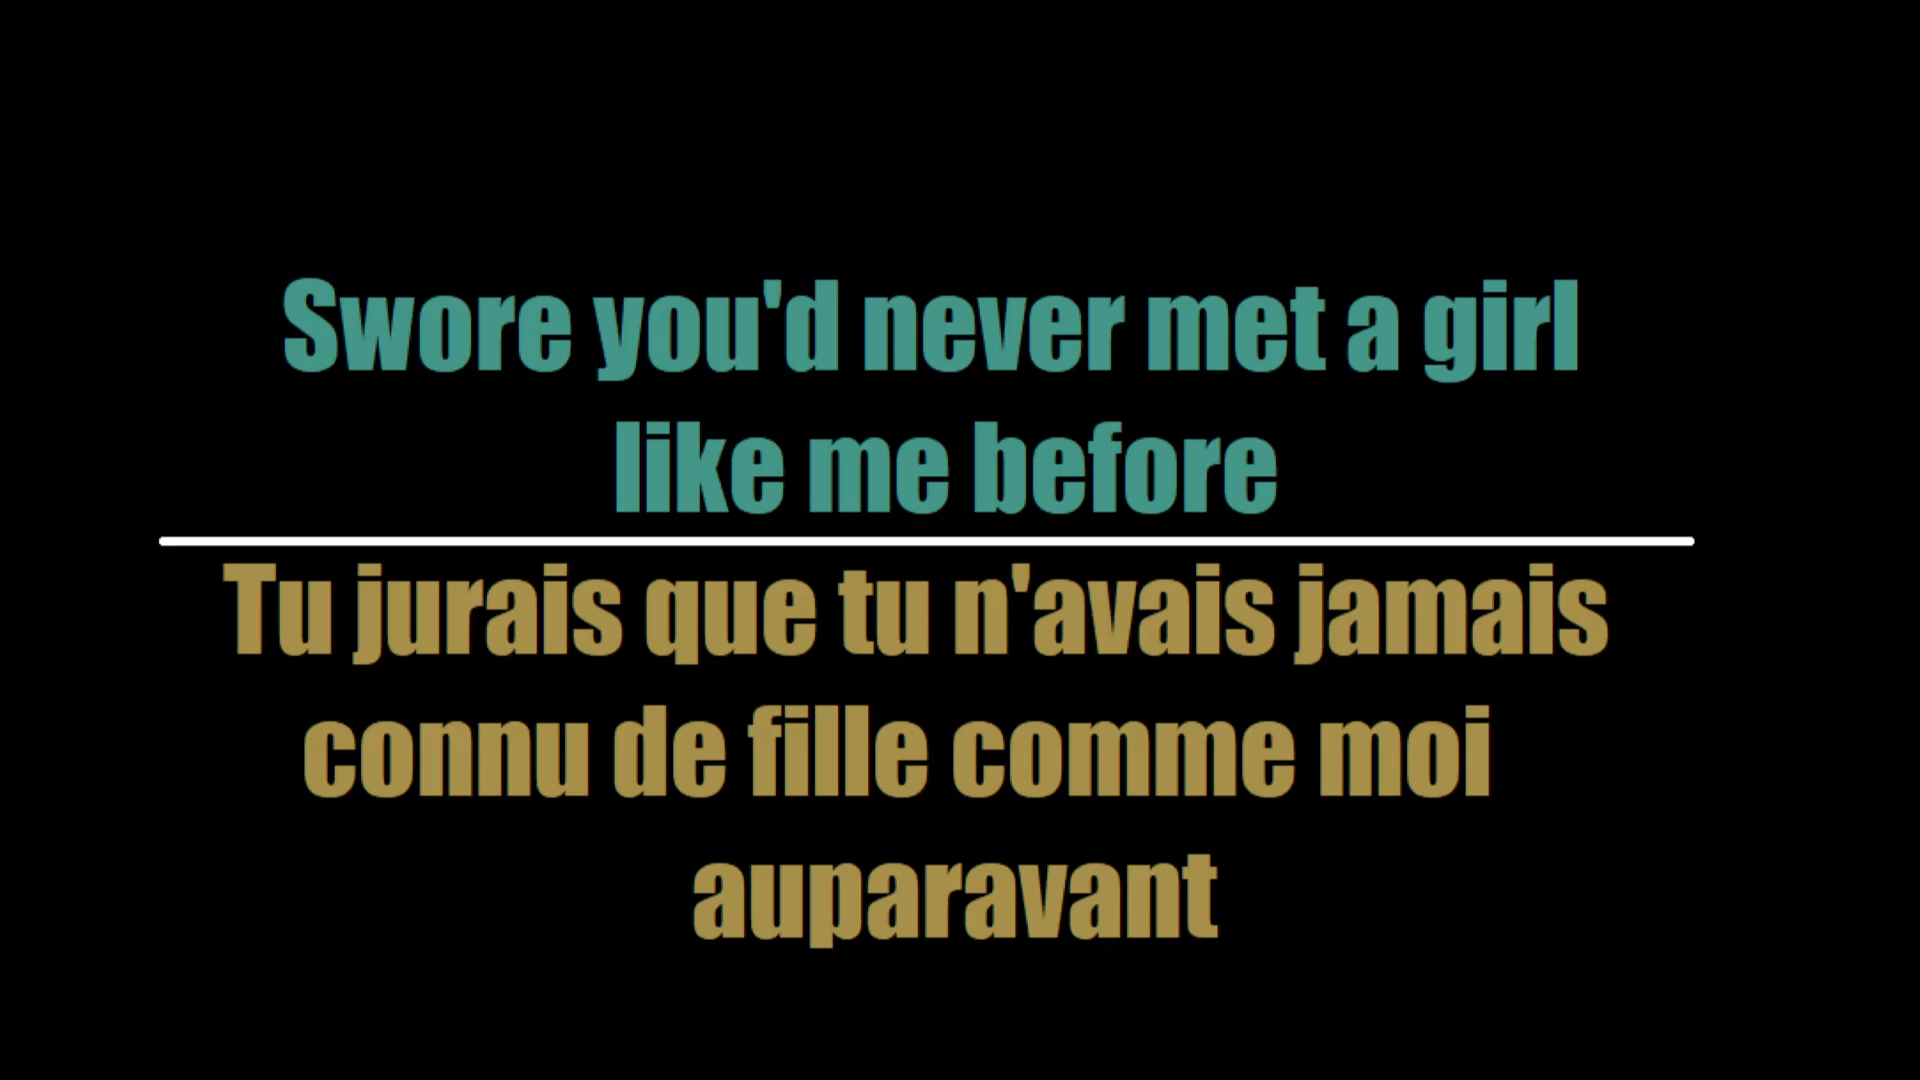 Swore you'd never met a girl
like me before
Tu jurais que tu n'avais jamais
connu de fille comme moi
auparavant